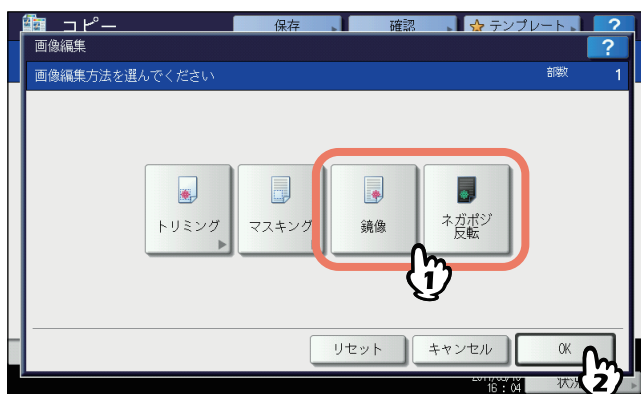 コピー 保存 確認 テンプレート ?
画像編集 ?
画像編集方法を選んでください 部数 1
トリミング マスキング 鏡像 ネガポジ
反転
1
リセット キャンセル OK
2
16:04 状況